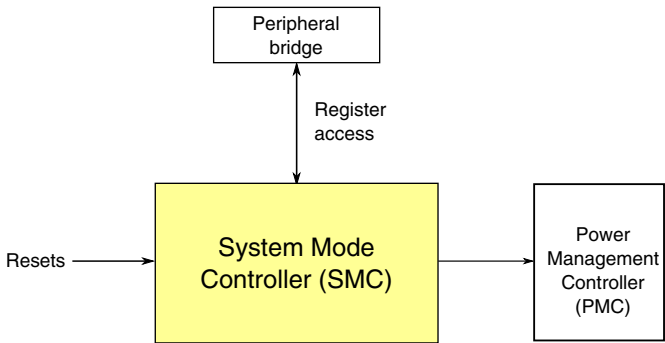 Peripheral
bridge
Register
access
Resets
System Mode
Controller (SMC)
Power
Management
Controller
(PMC)